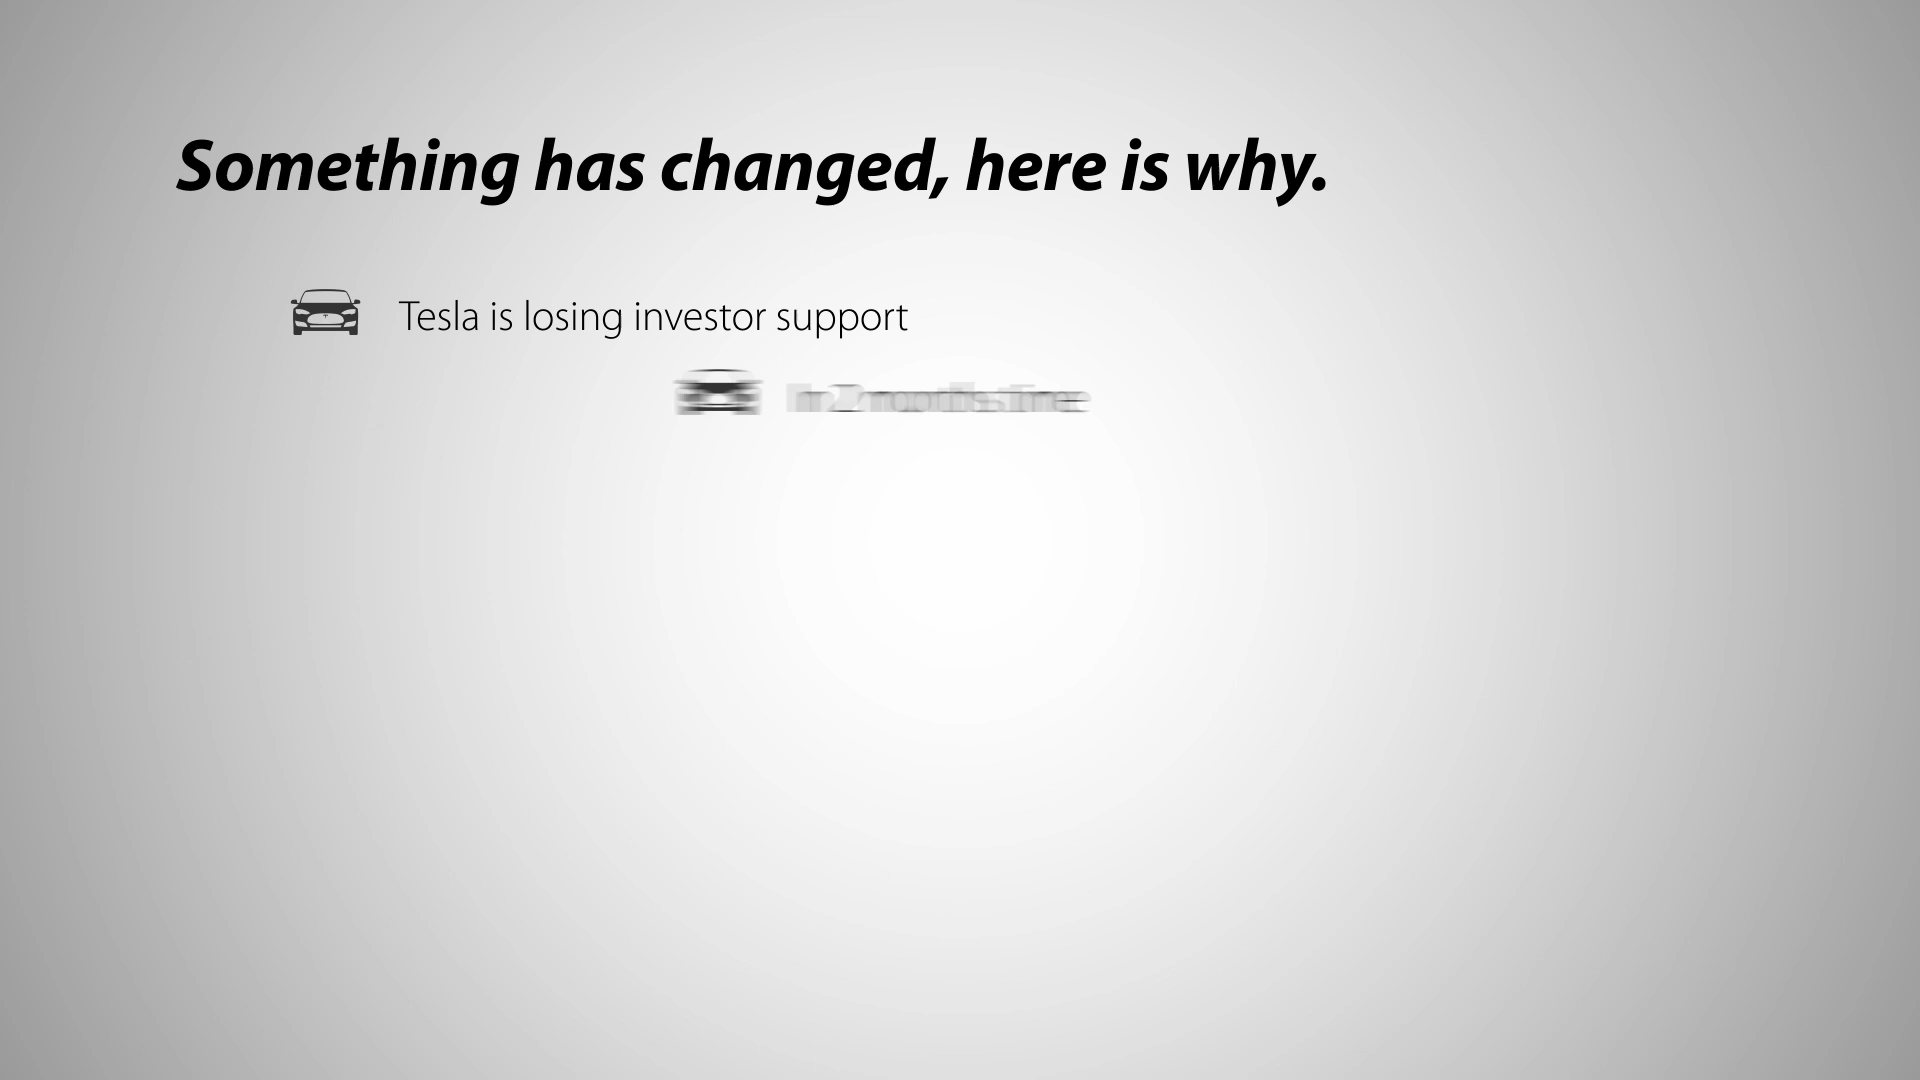 Something has changed, here is why.
Tesla is losing investor support